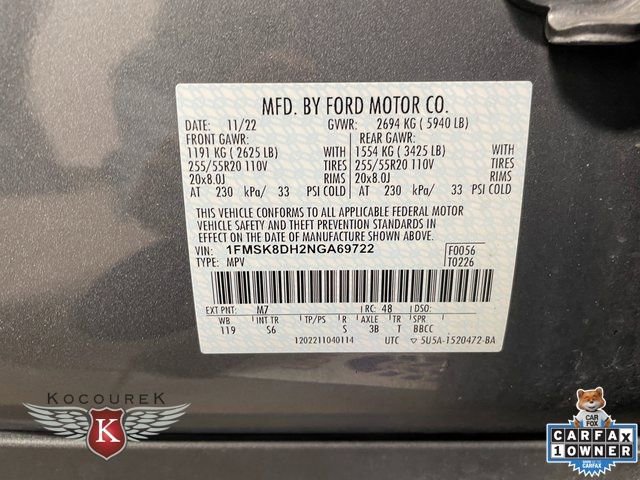 MFD. BY FORD MOTOR CO.
DATE: 11/22 GVWR: 2694 KG ( 5940 LB)
FRONT GAWR: REAR GAWR:
1191 KG ( 2625 LB) WITH 1554 KG ( 3425 LB) WITH
255/55R20 110V TIRES 255/55R20 110V TIRES
20x8.0J RIMS 20x8.0J RIMS
AT 230 kPa/ 33 PSI COLD AT 230 kPa/ 33 PSI COLD
THIS VEHICLE CONFORMS TO ALL APPLICABLE FEDERAL MOTOR
VEHICLE SAFETY AND THEFT PREVENTION STANDARDS IN
EFFECT ON THE DATE OF MANUFACTURE SHOWN ABOVE.
VIN: 1FMSK8DH2NGA69722 F0056
TYPE: MPV T0226
EXT PNT: M7 RC: 48 DSO:
WB INT TR TP/PS R AXLE TR SPR
119 S6 S 3B T BBCC
1202211040114 UTC ▽ 5U5A-1520472-BA
KOCOUREK
K
CAR
FOX
CARFAX
1 OWNER
CARFAX